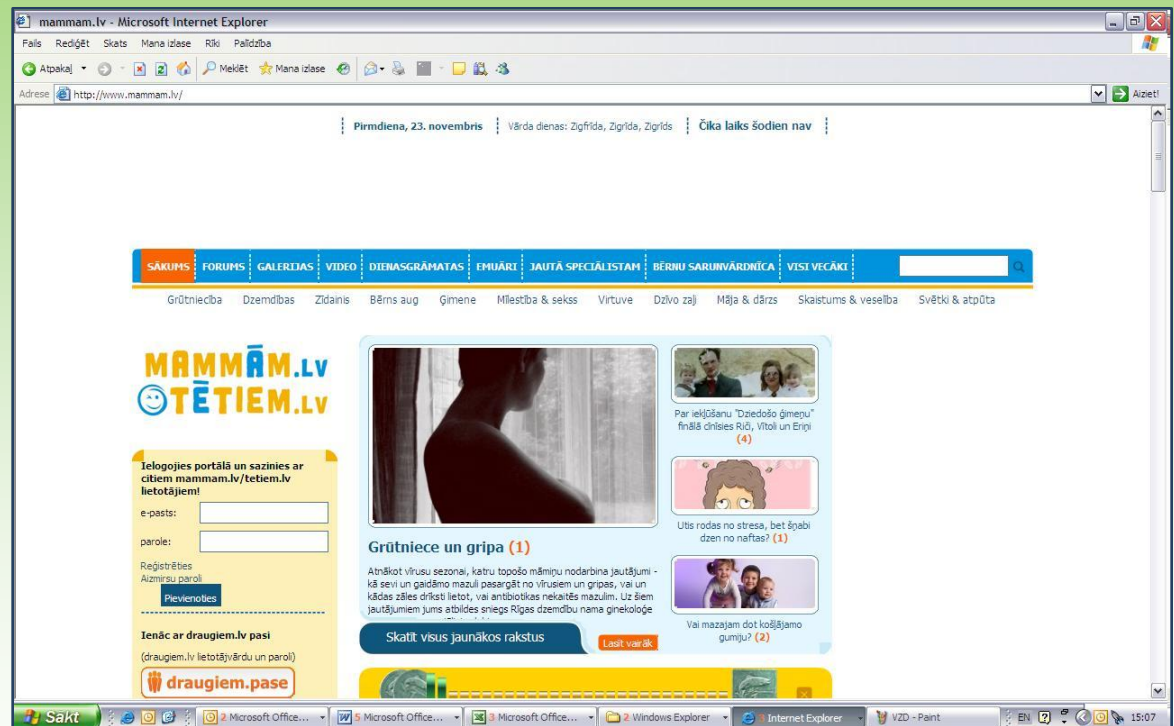 mammam.lv - Microsoft Internet Explorer
Fails Rediģēt Skats Mana izlase Rīki Palīdzība
Atpakaļ Meklēt Mana izlase
Adrese http://www.mammam.lv/ Aiziet!
Pirmdiena, 23. novembris Vārda dienas: Zigfrīda, Zigrīda, Zigrīds Čika laiks šodien nav
SĀKUMS FORUMS GALERIJAS VIDEO DIENASGRĀMATAS EMUĀRI JAUTĀ SPECIĀLISTAM BĒRNU SARUNVĀRDNĪCA VISI VECĀKI
Grūtniecība Dzemdības Zīdainis Bērns aug Ģimene Mīlestība & sekss Virtuve Dzīvo zaļi Māja & dārzs Skaistums & veselība Svētki & atpūta
MAMMĀM.LV
TĒTIEM.LV
Ielogojies portālā un sazinies ar
citiem mammam.lv/tetiem.lv
lietotājiem!
e-pasts:
parole:
Reģistrēties
Aizmirsu paroli
Pievienoties
Ienāc ar draugiem.lv pasi
(draugiem.lv lietotājvārdu un paroli)
draugiem.pase
Grūtniece un gripa (1)
Atnākot vīrusu sezonai, katru topošo māmiņu nodarbina jautājumi -
kā sevi un gaidāmo mazuli pasargāt no vīrusiem un gripas, vai un
kādas zāles drīksti lietot, vai antibiotikas nekaitēs mazulim. Uz šiem
jautājumiem jums atbildes sniegs Rīgas dzemdību nama ginekoloģe
Skatīt visus jaunākos rakstus
Lasīt vairāk
Par iekļūšanu "Dziedošo ģimeņu"
finālā cīnīsies Riči, Vītoli un Eriņi
(4)
Utis rodas no stresa, bet šņabi
dzen no naftas? (1)
Vai mazajam dot košļājamo
gumiju? (2)
Sākt 2 Microsoft Office... 5 Microsoft Office... 3 Microsoft Office... 2 Windows Explorer 3 Internet Explorer VZD - Paint EN 15:07